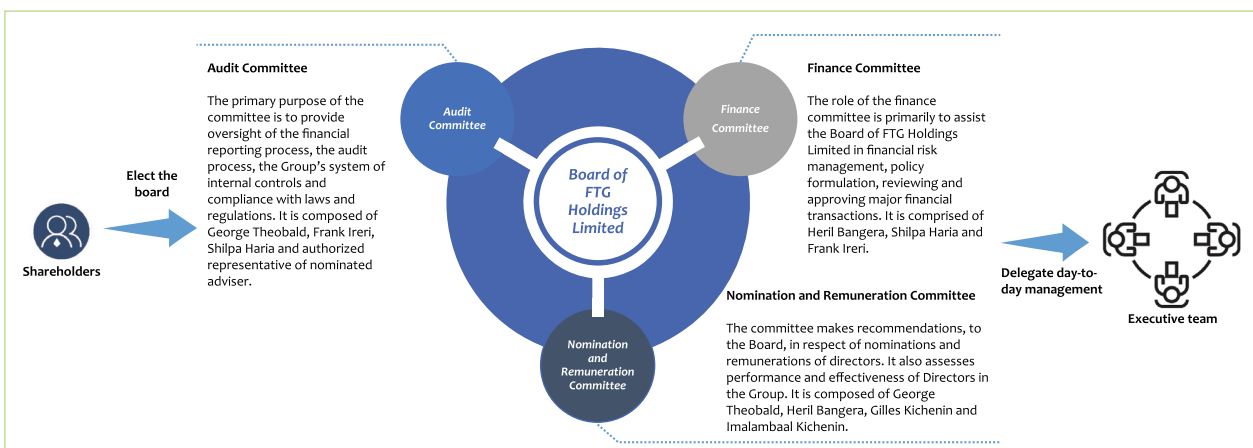 Shareholders
Elect the
board
Audit Committee
The primary purpose of the
committee is to provide
oversight of the financial
reporting process, the audit
process, the Group's system of
internal controls and
compliance with laws and
regulations. It is composed of
George Theobald, Frank Ireri,
Shilpa Haria and authorized
representative of nominated
adviser.
Audit
Committee
Finance
Committee
Board of
FTG
Holdings
Limited
Nomination
and
Remuneration
Committee
Finance Committee
The role of the finance
committee is primarily to assist
the Board of FTG Holdings
Limited in financial risk
management, policy
formulation, reviewing and
approving major financial
transactions. It is comprised of
Heril Bangera, Shilpa Haria and
Frank Ireri.
Nomination and Remuneration Committee
The committee makes recommendations, to
the Board, in respect of nominations and
remunerations of directors. It also assesses
performance and effectiveness of Directors in
the Group. It is composed of George
Theobald, Heril Bangera, Gilles Kichenin and
Imalambaal Kichenin.
Delegate day-to-
day management
Executive team